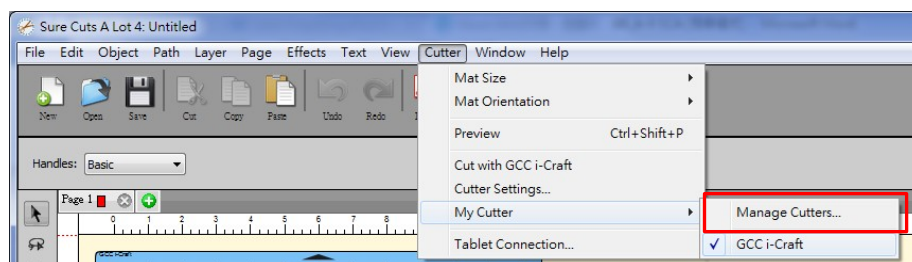 Sure Cuts A Lot 4: Untitled
File Edit Object Path Layer Page Effects Text View Cutter Window Help
New Open Save Cut Copy Paste Undo Redo
Mat Size
Mat Orientation
Preview Ctrl+Shift+P
Cut with GCC i-Craft
Cutter Settings...
My Cutter
Tablet Connection...
Manage Cutters...
✓ GCC i-Craft
Handles: Basic
Page 1
0 1 2 3 4 5 6 7 8
GCC i-Craft